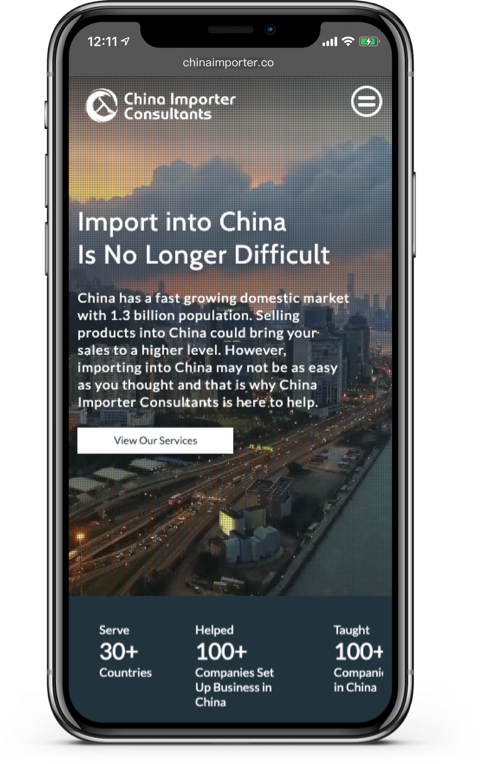 12:11
chinaimporter.co
China Importer
Consultants
Import into China
Is No Longer Difficult
China has a fast growing domestic market
with 1.3 billion population. Selling
products into China could bring your
sales to a higher level. However,
importing into China may not be as easy
as you thought and that is why China
Importer Consultants is here to help.
View Our Services
Serve
30+
Countries
Helped
100+
Companies Set
Up Business in
China
Taught
100+
Compani
in China